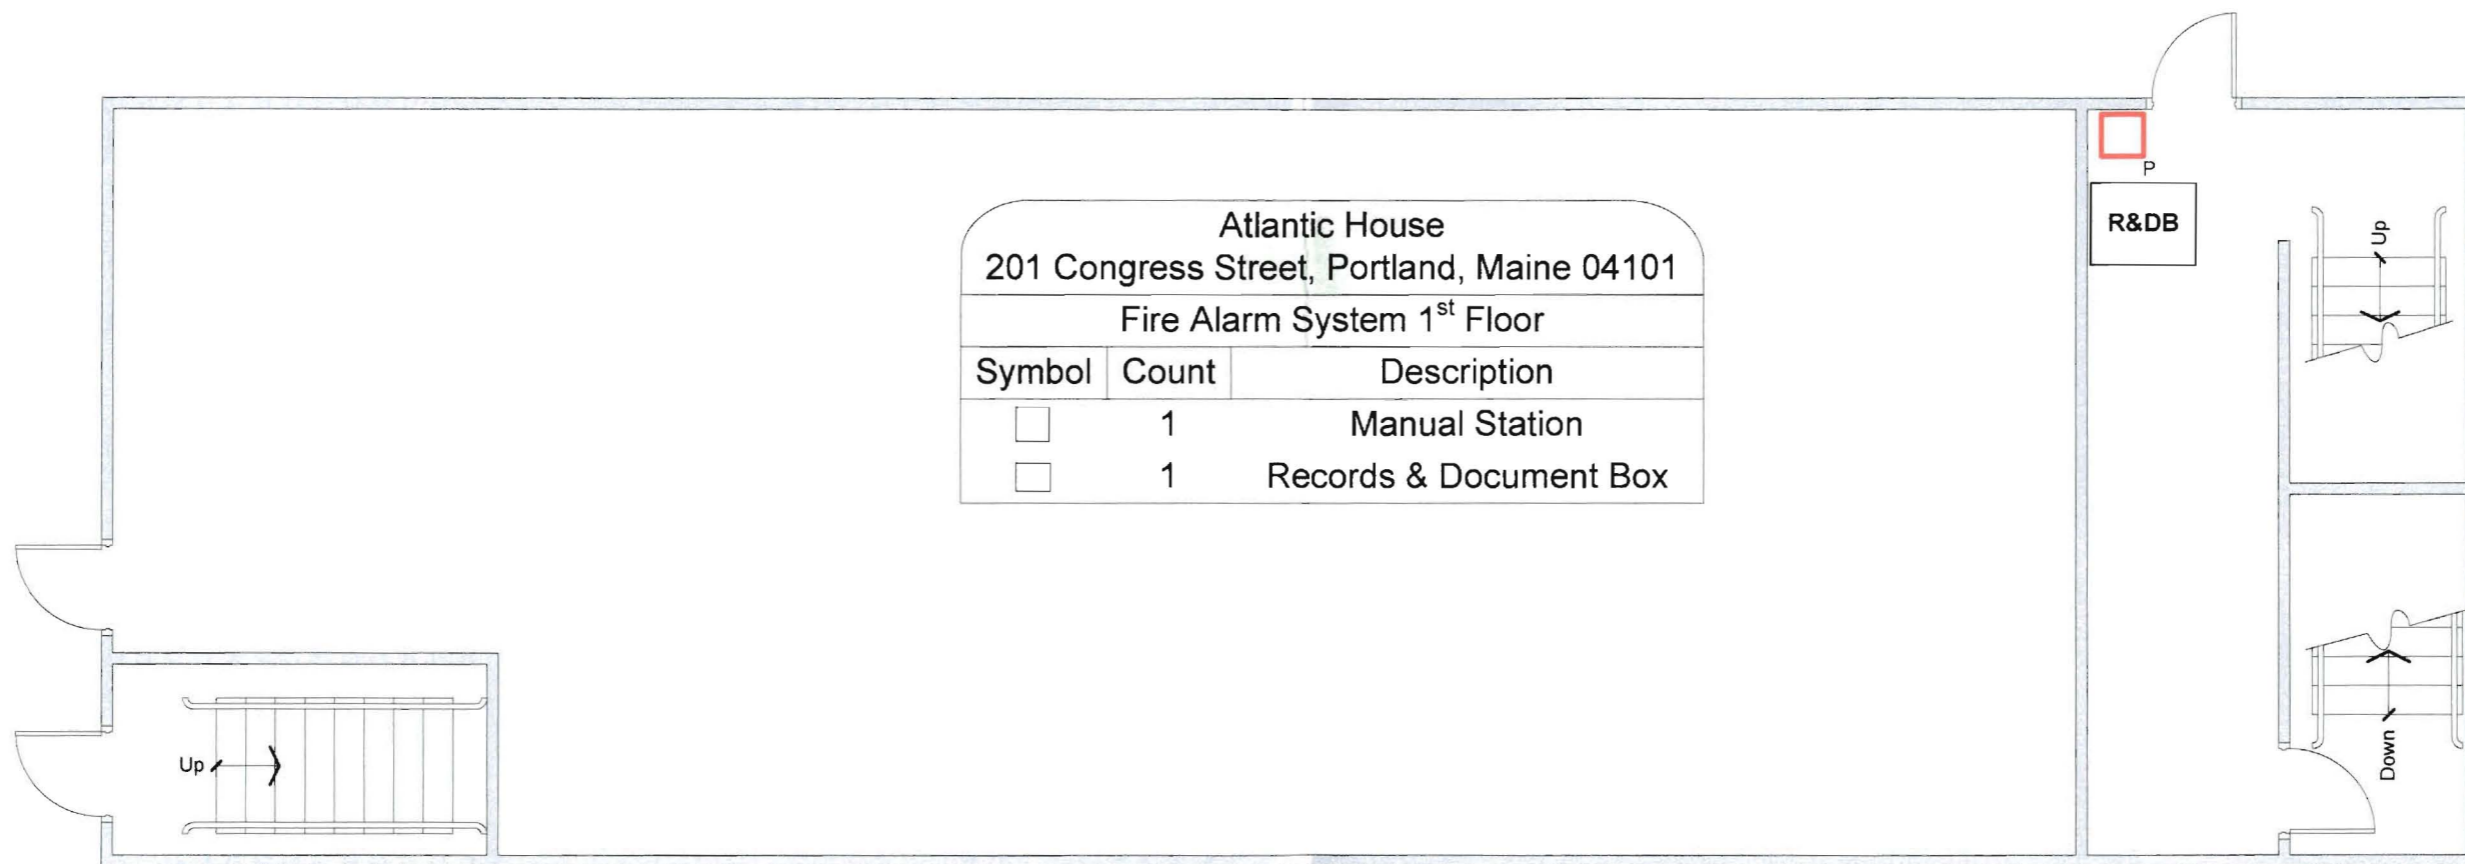 P
R&DB
Up
Atlantic House
201 Congress Street, Portland, Maine 04101
Fire Alarm System 1st Floor
Symbol Count Description
1 Manual Station
1 Records & Document Box
Up
Down